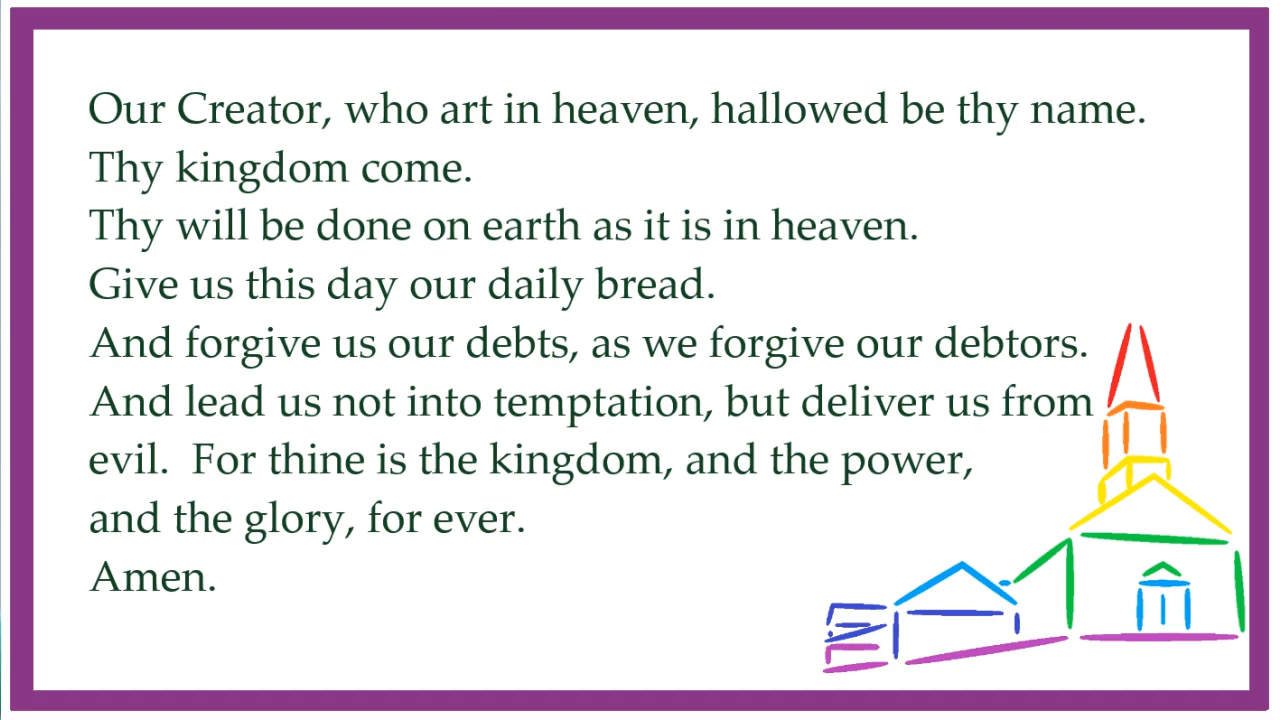 Our Creator, who art in heaven, hallowed be thy name.
Thy kingdom come.
Thy will be done on earth as it is in heaven.
Give us this day our daily bread.
And forgive us our debts, as we forgive our debtors.
And lead us not into temptation, but deliver us from
evil.  For thine is the kingdom, and the power,
and the glory, for ever.
Amen.